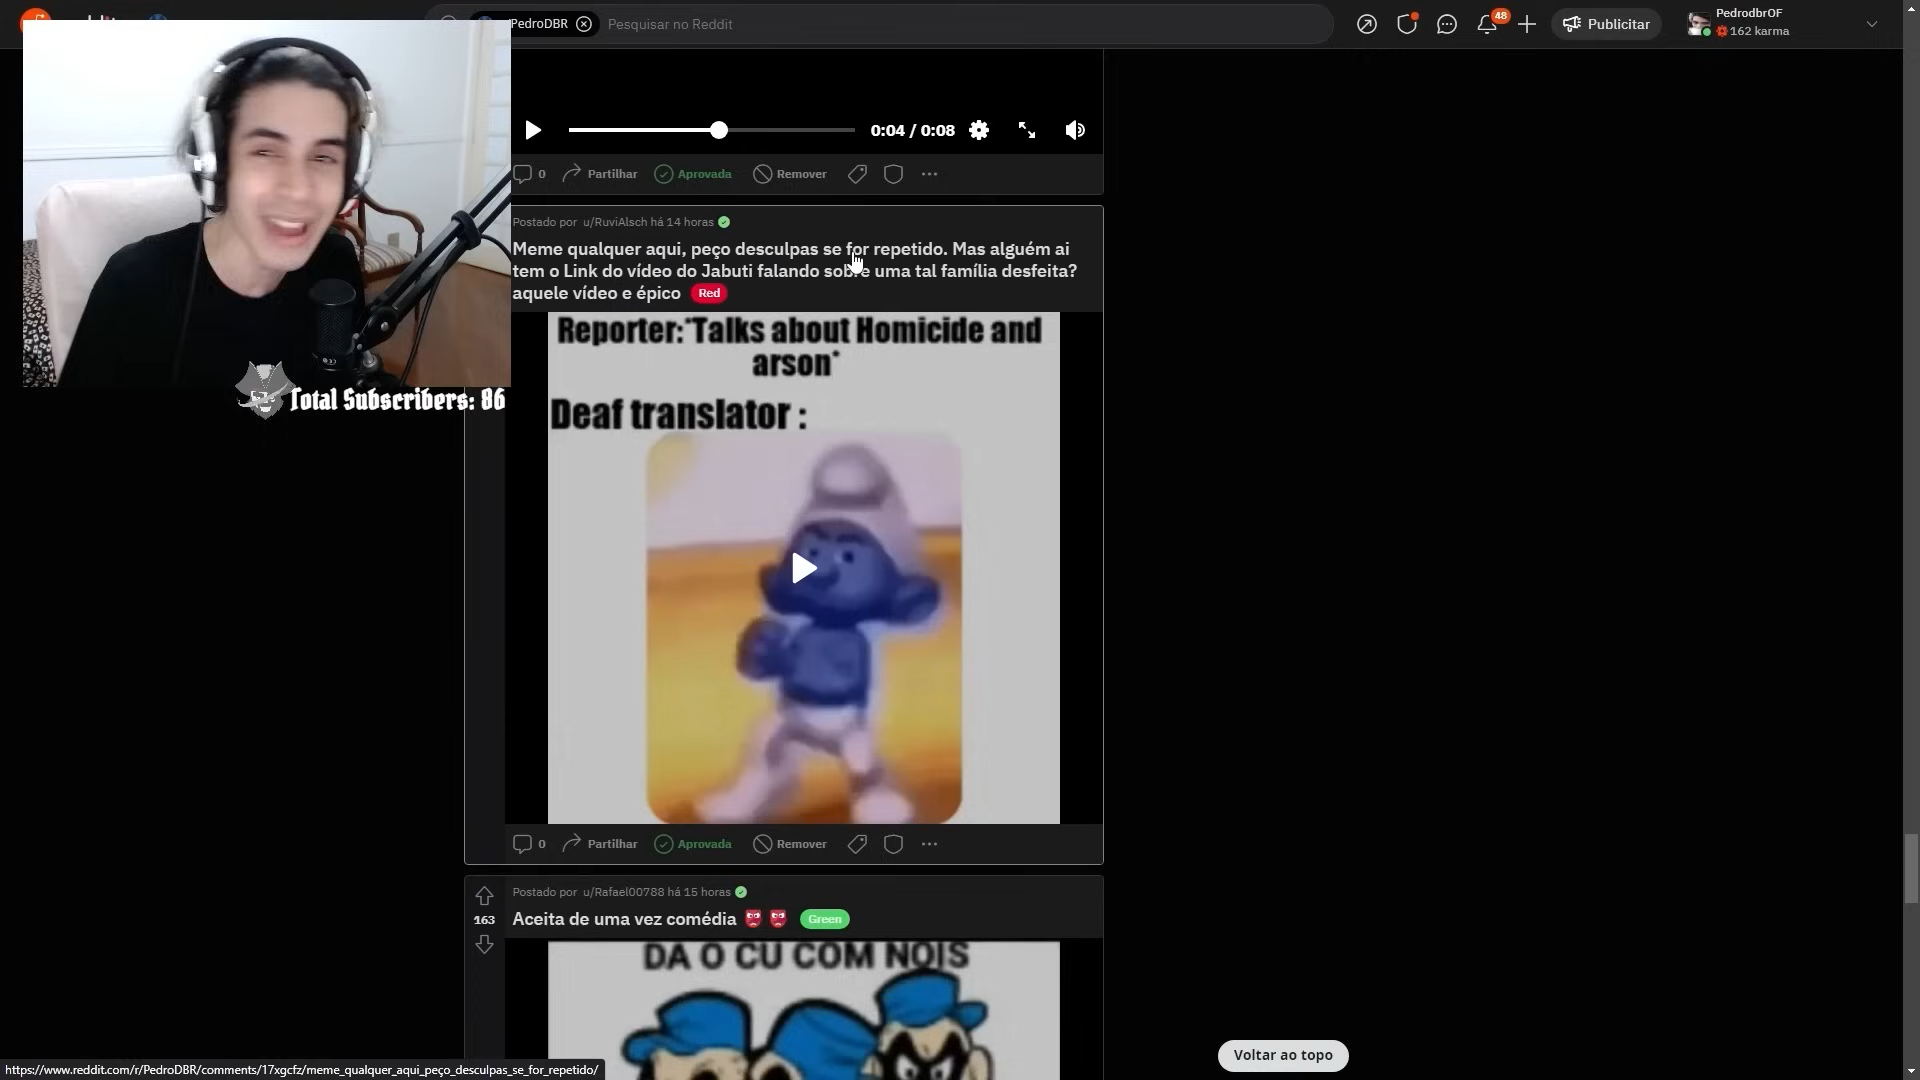 PedroDBR
Pesquisar no Reddit
48
Publicitar
PedrodbrOF
162 karma
0:04 / 0:08
0 Partilhar Aprovada Remover
Postado por u/RuviAlsch há 14 horas
Meme qualquer aqui, peço desculpas se for repetido. Mas alguém ai
tem o Link do vídeo do Jabuti falando sobre uma tal família desfeita?
aquele vídeo e épico Red
Reporter:*Talks about Homicide and
arson*
Deaf translator :
Total Subscribers: 86
0 Partilhar Aprovada Remover
Postado por u/Rafael00788 há 15 horas
163
Aceita de uma vez comédia Green
DA O CU COM NOIS
Voltar ao topo
https://www.reddit.com/r/PedroDBR/comments/17xgcfz/meme_qualquer_aqui_peço_desculpas_se_for_repetido/